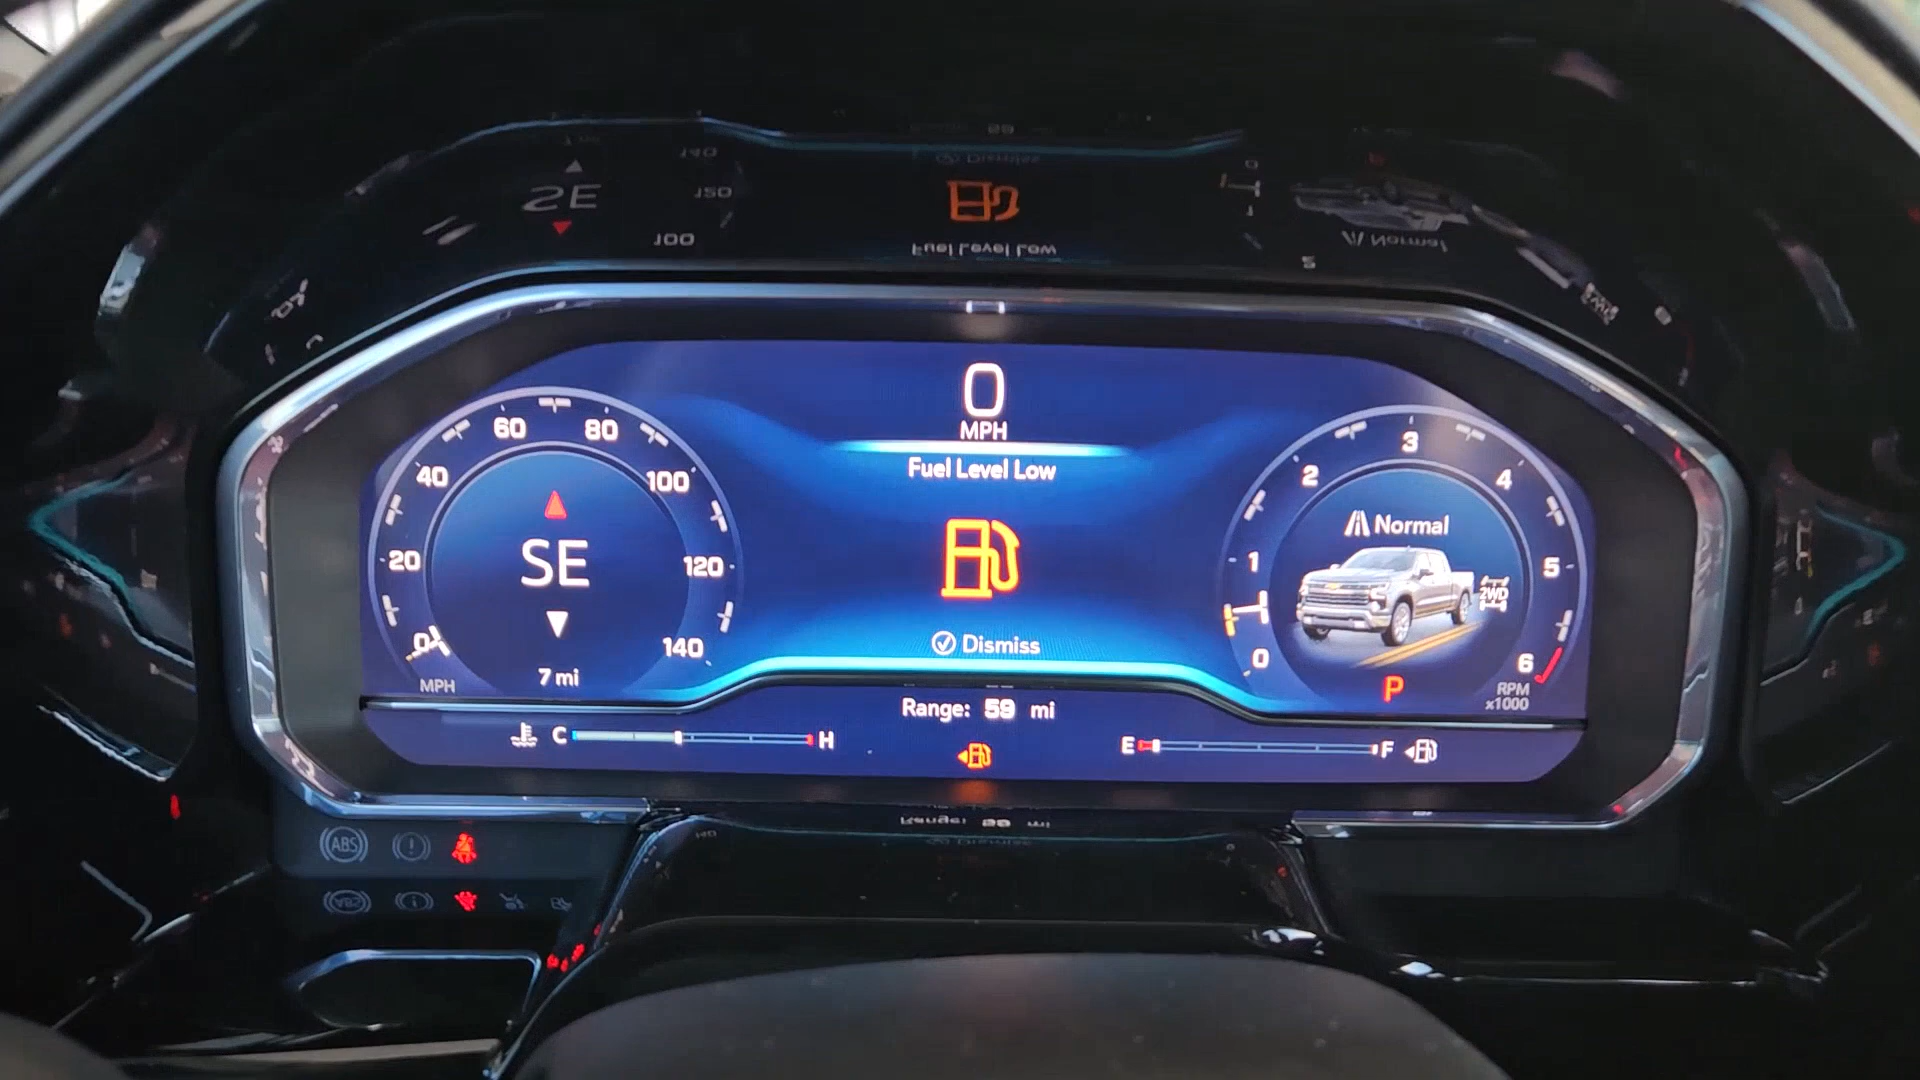 0
MPH
Fuel Level Low
Dismiss
0
20
40
60
80
100
120
140
MPH
SE
7 mi
0
1
2
3
4
5
6
RPM
x1000
Normal
2WD
P
Range: 59 mi
C H
E F
ABS